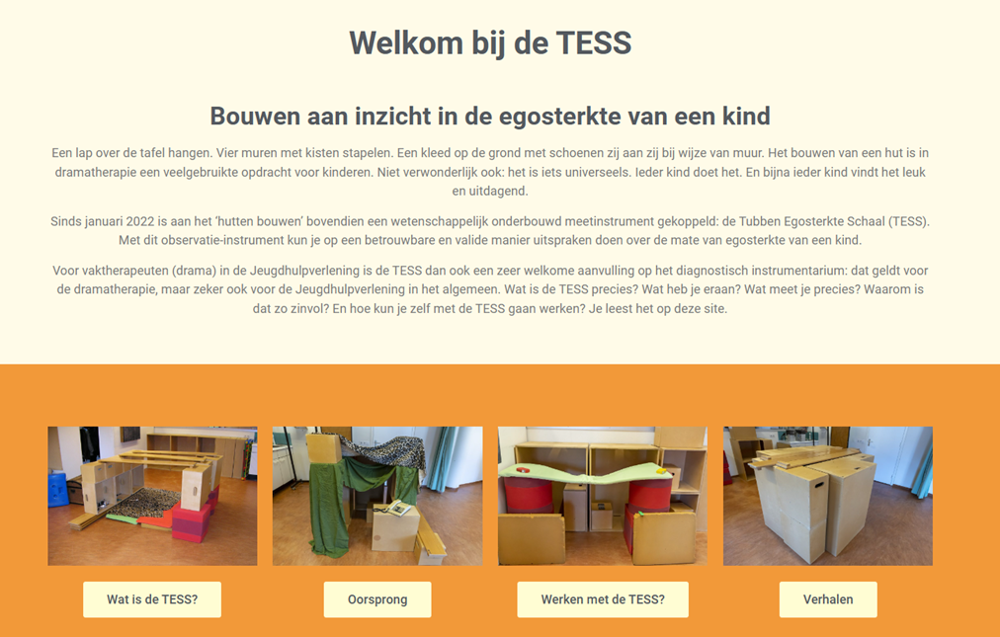 Welkom bij de TESS
Bouwen aan inzicht in de egosterkte van een kind
Een lap over de tafel hangen. Vier muren met kisten stapelen. Een kleed op de grond met schoenen zij aan zij bij wijze van muur. Het bouwen van een hut is in
dramatherapie een veelgebruikte opdracht voor kinderen. Niet verwonderlijk ook: het is iets universeels. Ieder kind doet het. En bijna ieder kind vindt het leuk
en uitdagend.
Sinds januari 2022 is aan het ‘hutten bouwen’ bovendien een wetenschappelijk onderbouwd meetinstrument gekoppeld: de Tubben Egosterkte Schaal (TESS).
Met dit observatie-instrument kun je op een betrouwbare en valide manier uitspraken doen over de mate van egosterkte van een kind.
Voor vaktherapeuten (drama) in de Jeugdhulpverlening is de TESS dan ook een zeer welkome aanvulling op het diagnostisch instrumentarium: dat geldt voor
de dramatherapie, maar zeker ook voor de Jeugdhulpverlening in het algemeen. Wat is de TESS precies? Wat heb je eraan? Wat meet je precies? Waarom is
dat zo zinvol? En hoe kun je zelf met de TESS gaan werken? Je leest het op deze site.
Wat is de TESS?
Oorsprong
Werken met de TESS?
Verhalen